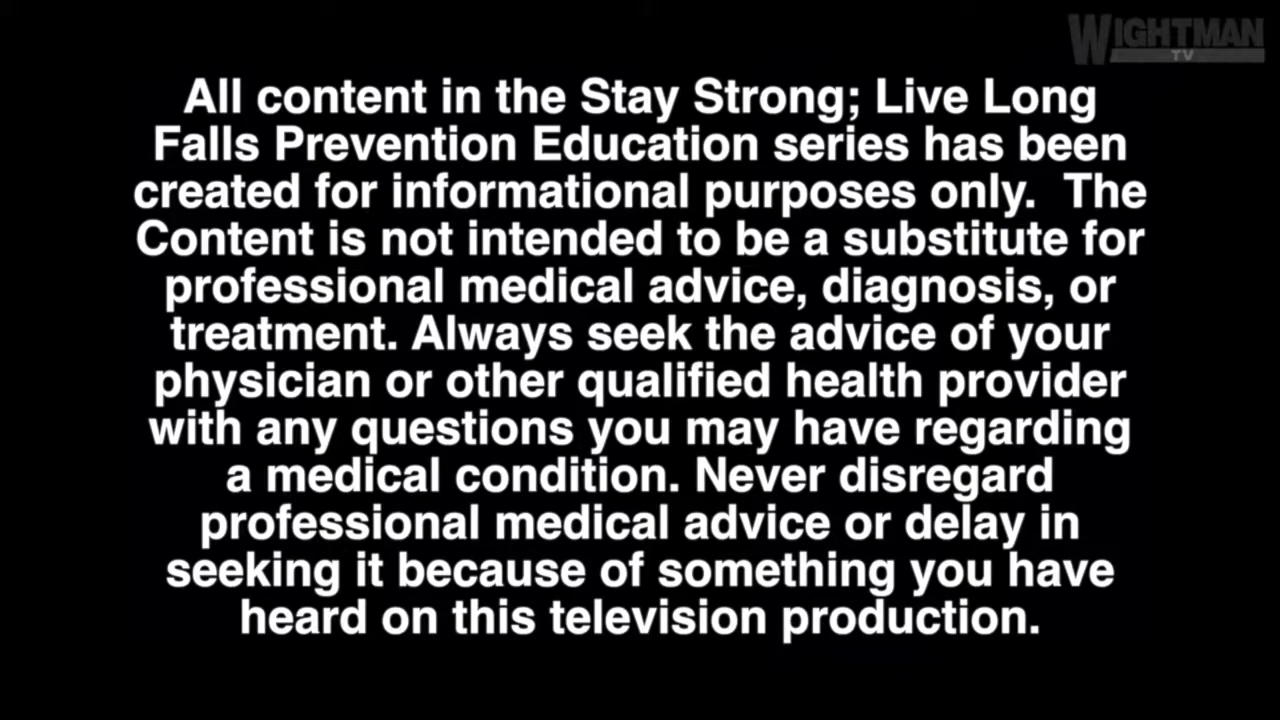 WIGHTMAN
TV
All content in the Stay Strong; Live Long
Falls Prevention Education series has been
created for informational purposes only.  The
Content is not intended to be a substitute for
professional medical advice, diagnosis, or
treatment. Always seek the advice of your
physician or other qualified health provider
with any questions you may have regarding
a medical condition. Never disregard
professional medical advice or delay in
seeking it because of something you have
heard on this television production.